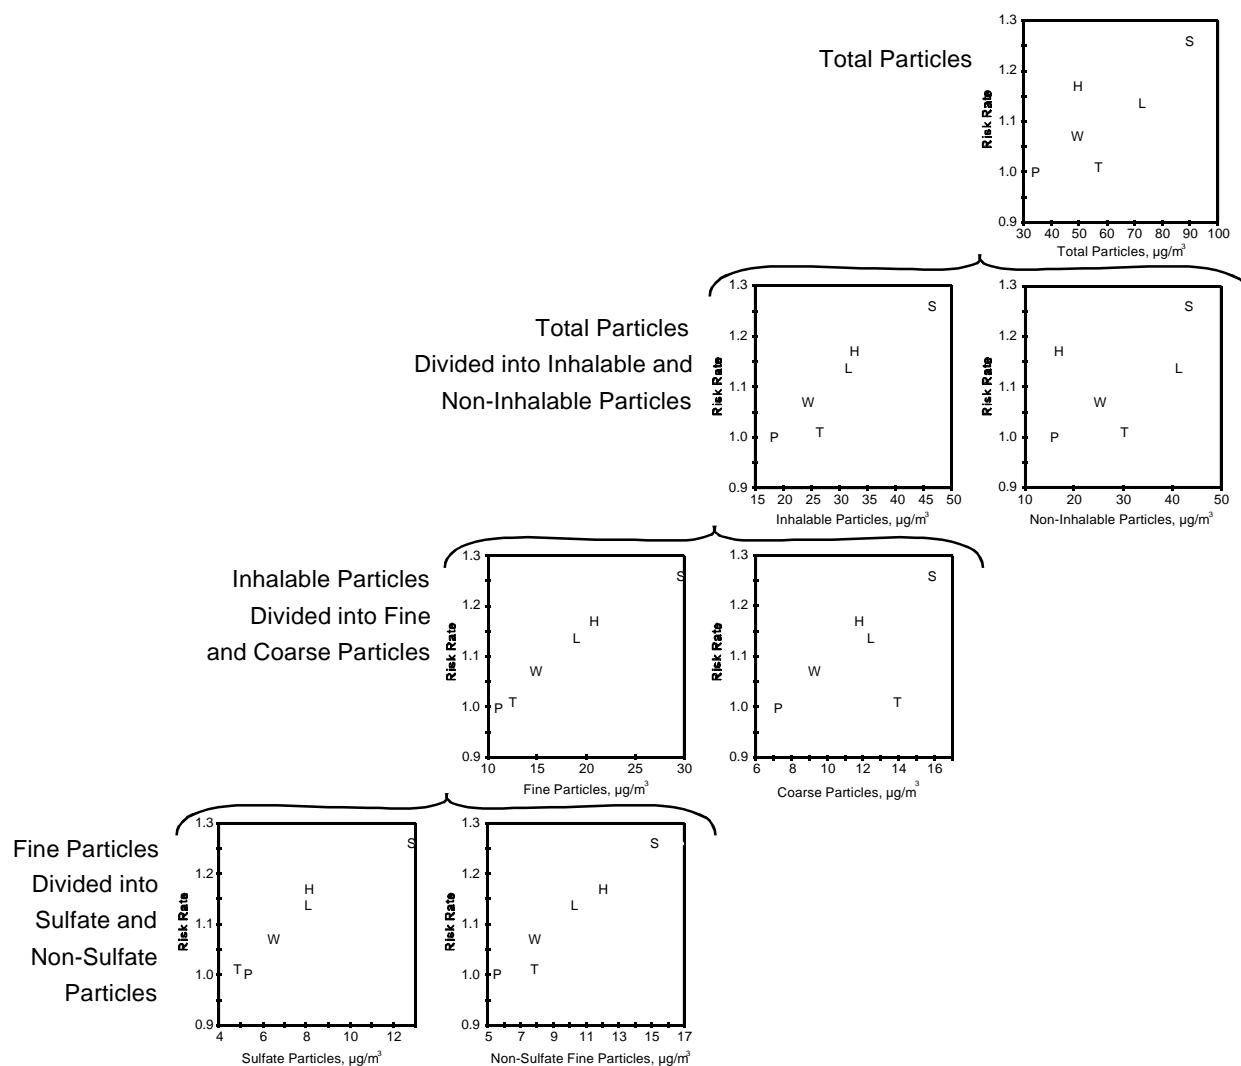 Total Particles
1.3
1.2
1.1
1.0
0.9
Risk Rate
S
H
L
W
T
P
30 40 50 60 70 80 90 100
Total Particles, µg/m³
Total Particles
Divided into Inhalable and
Non-Inhalable Particles
1.3
1.2
1.1
1.0
0.9
Risk Rate
S
H
L
W
T
P
15 20 25 30 35 40 45 50
Inhalable Particles, µg/m³
1.3
1.2
1.1
1.0
0.9
Risk Rate
S
H
L
W
T
P
10 20 30 40 50
Non-Inhalable Particles, µg/m³
Inhalable Particles
Divided into Fine
and Coarse Particles
1.3
1.2
1.1
1.0
0.9
Risk Rate
S
H
L
W
T
P
10 15 20 25 30
Fine Particles, µg/m³
1.3
1.2
1.1
1.0
0.9
Risk Rate
S
H
L
W
T
P
6 8 10 12 14 16
Coarse Particles, µg/m³
Fine Particles
Divided into
Sulfate and
Non-Sulfate
Particles
1.3
1.2
1.1
1.0
0.9
Risk Rate
S
H
L
W
T
P
4 6 8 10 12
Sulfate Particles, µg/m³
1.3
1.2
1.1
1.0
0.9
Risk Rate
S
H
L
W
T
P
5 7 9 11 13 15 17
Non-Sulfate Fine Particles, µg/m³